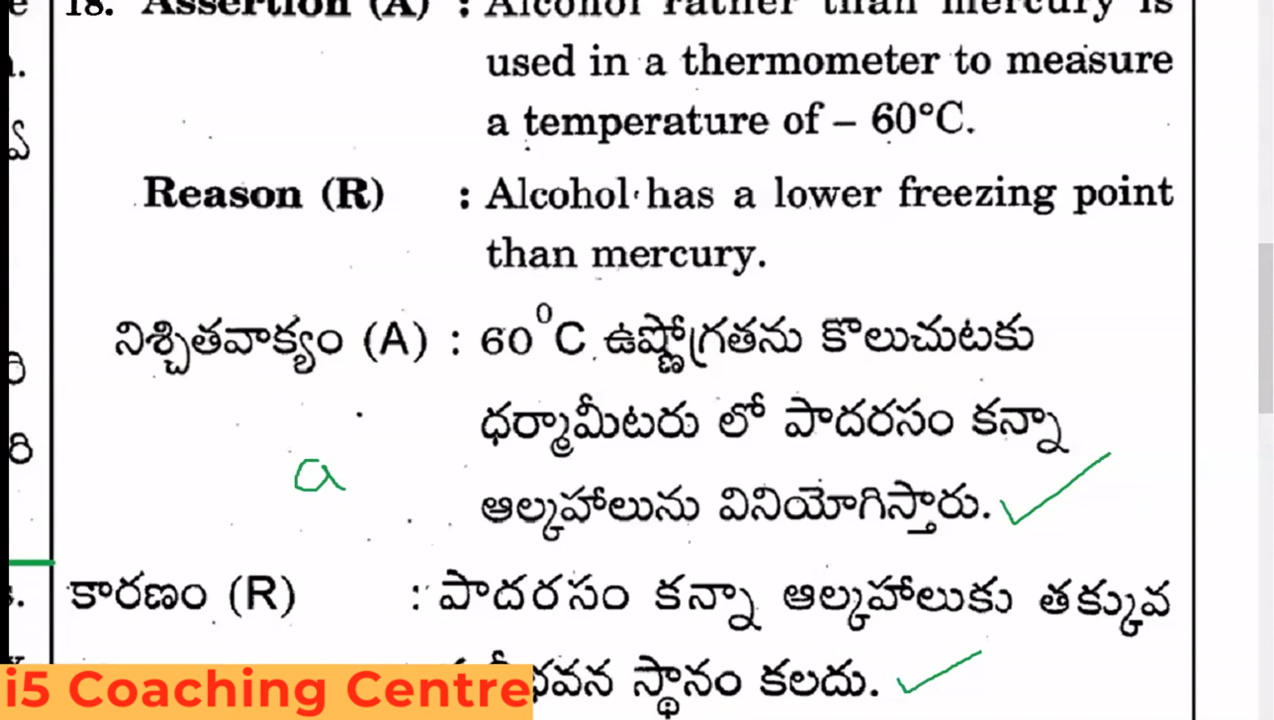 18. Assertion (A) : Alcohol rather than mercury is
used in a thermometer to measure
a temperature of – 60°C.
Reason (R) : Alcohol has a lower freezing point
than mercury.
నిశ్చితవాక్యం (A) : 60⁰C ఉష్ణోగ్రతను కొలుచుటకు
ధర్మామీటరు లో పాదరసం కన్నా
a
ఆల్కహాలును వినియోగిస్తారు.
కారణం (R) : పాదరసం కన్నా ఆల్కహాలుకు తక్కువ
స్థానం కలదు.
i5 Coaching Centre